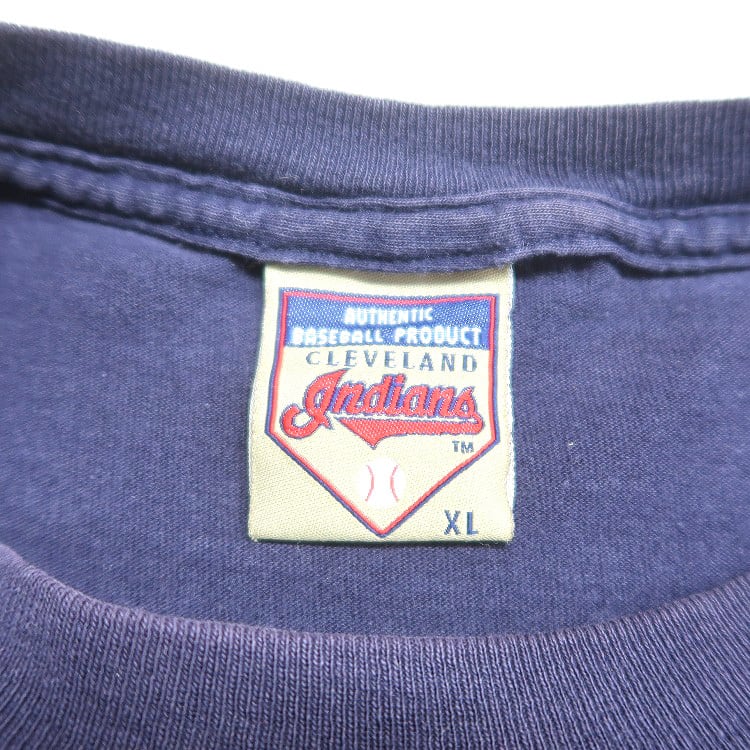 AUTHENTIC
BASEBALL PRODUCT
CLEVELAND
Indians
TM
XL